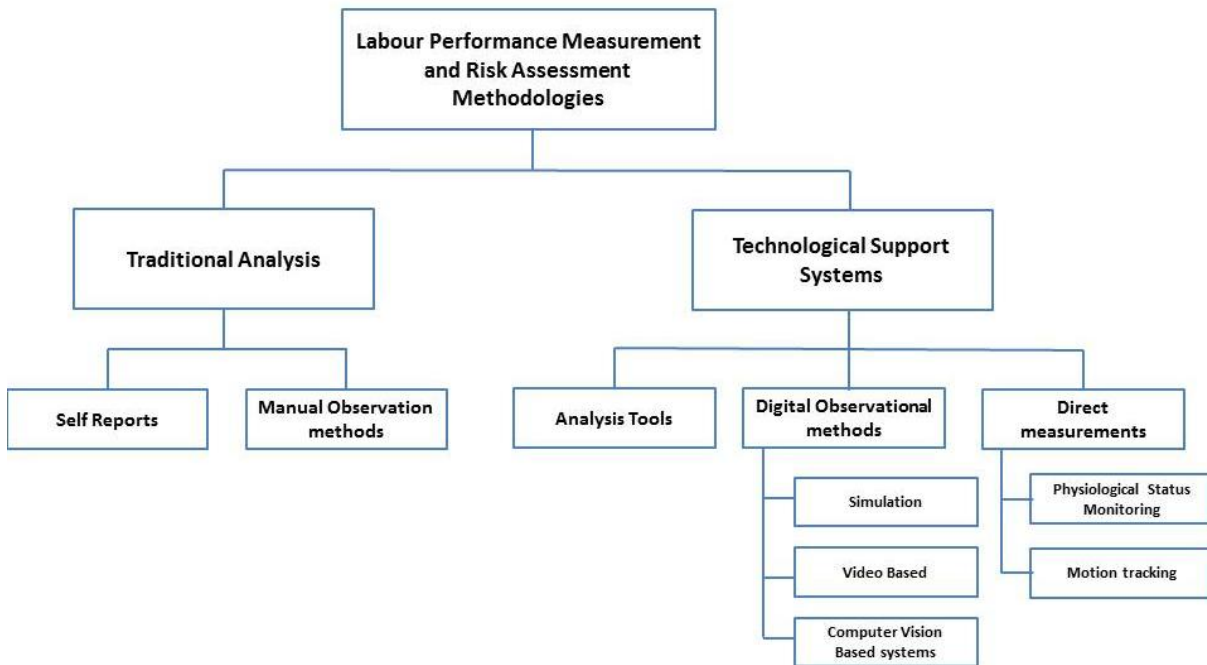 Labour Performance Measurement
and Risk Assessment
Methodologies
Traditional Analysis
Technological Support
Systems
Self Reports
Manual Observation
methods
Analysis Tools
Digital Observational
methods
Direct
measurements
Simulation
Video Based
Computer Vision
Based systems
Physiological Status
Monitoring
Motion tracking